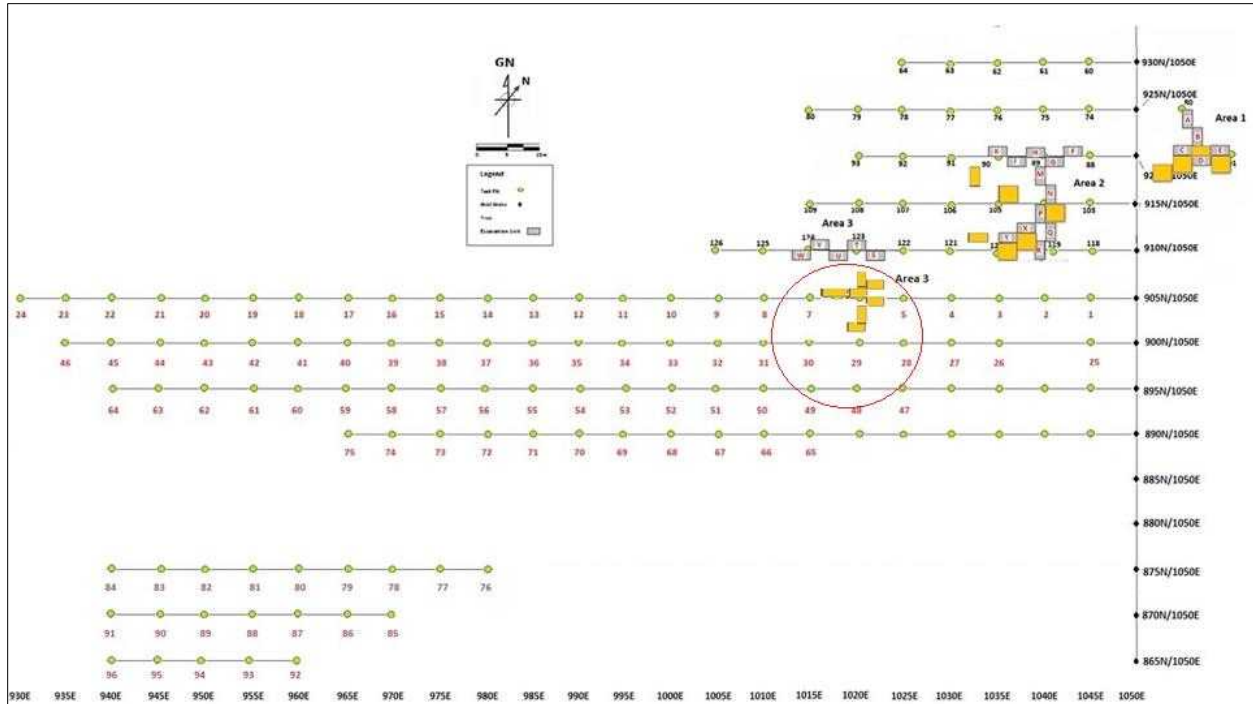 GN
N
Legend
Test Pit
Excavation Unit
64 63 62 61 60
930N/1050E
925N/1050E
80 79 78 77 76 75 74
Area 1
A
B
C E
D
93 92 91 90 89 88
H F
G
M
N
Area 2
109 108 107 106 105 103
915N/1050E
P
Q
X
Y
Area 3
126 125 124 123 122 121 119 118
910N/1050E
V T
W U
Area 3
905N/1050E
24 23 22 21 20 19 18 17 16 15 14 13 12 11 10 9 8 7 5 4 3 2 1
900N/1050E
46 45 44 43 42 41 40 39 38 37 36 35 34 33 32 31 30 29 28 27 26 25
895N/1050E
64 63 62 61 60 59 58 57 56 55 54 53 52 51 50 49 48 47
890N/1050E
75 74 73 72 71 70 69 68 67 66 65
885N/1050E
880N/1050E
875N/1050E
84 83 82 81 80 79 78 77 76
870N/1050E
91 90 89 88 87 86 85
865N/1050E
96 95 94 93 92
930E 935E 940E 945E 950E 955E 960E 965E 970E 975E 980E 985E 990E 995E 1000E 1005E 1010E 1015E 1020E 1025E 1030E 1035E 1040E 1045E 1050E